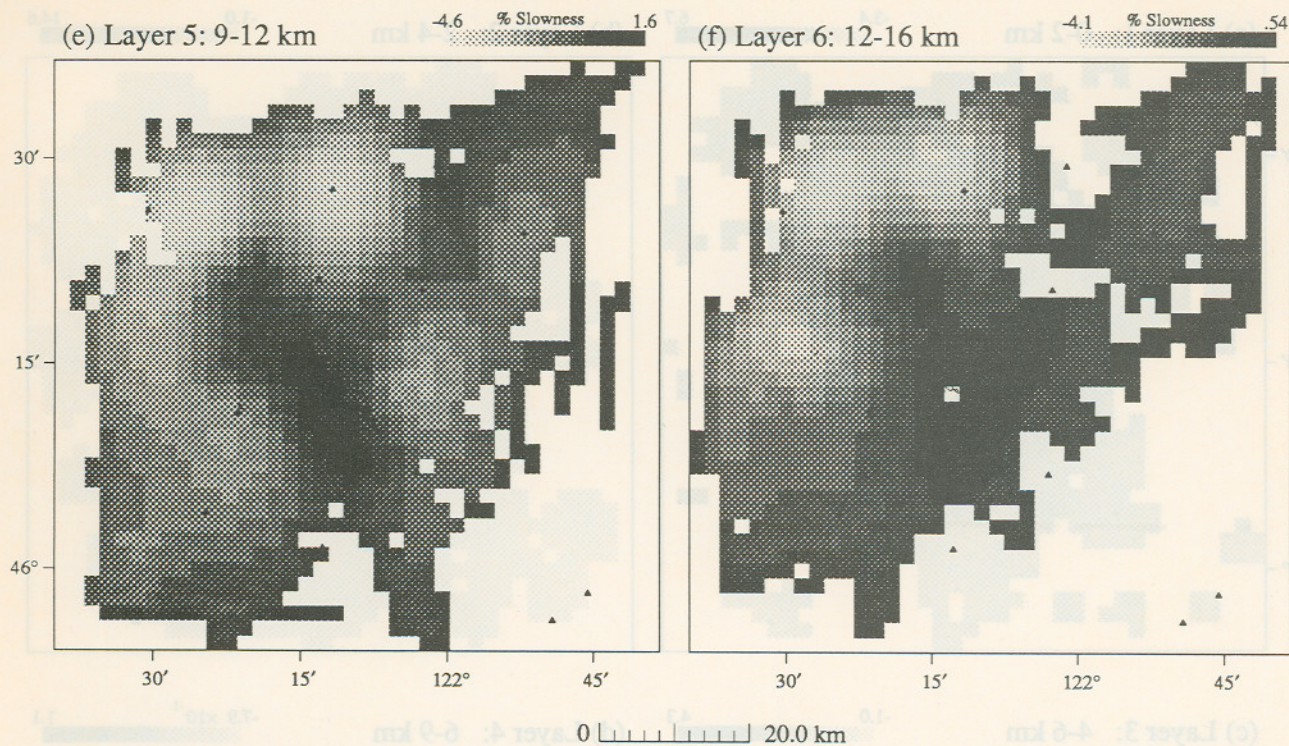 -4.6 % Slowness 1.6
(e) Layer 5: 9-12 km
-4.1 % Slowness .54
(f) Layer 6: 12-16 km
30′
15′
46°
30′ 15′ 122° 45′
30′ 15′ 122° 45′
0 20.0 km